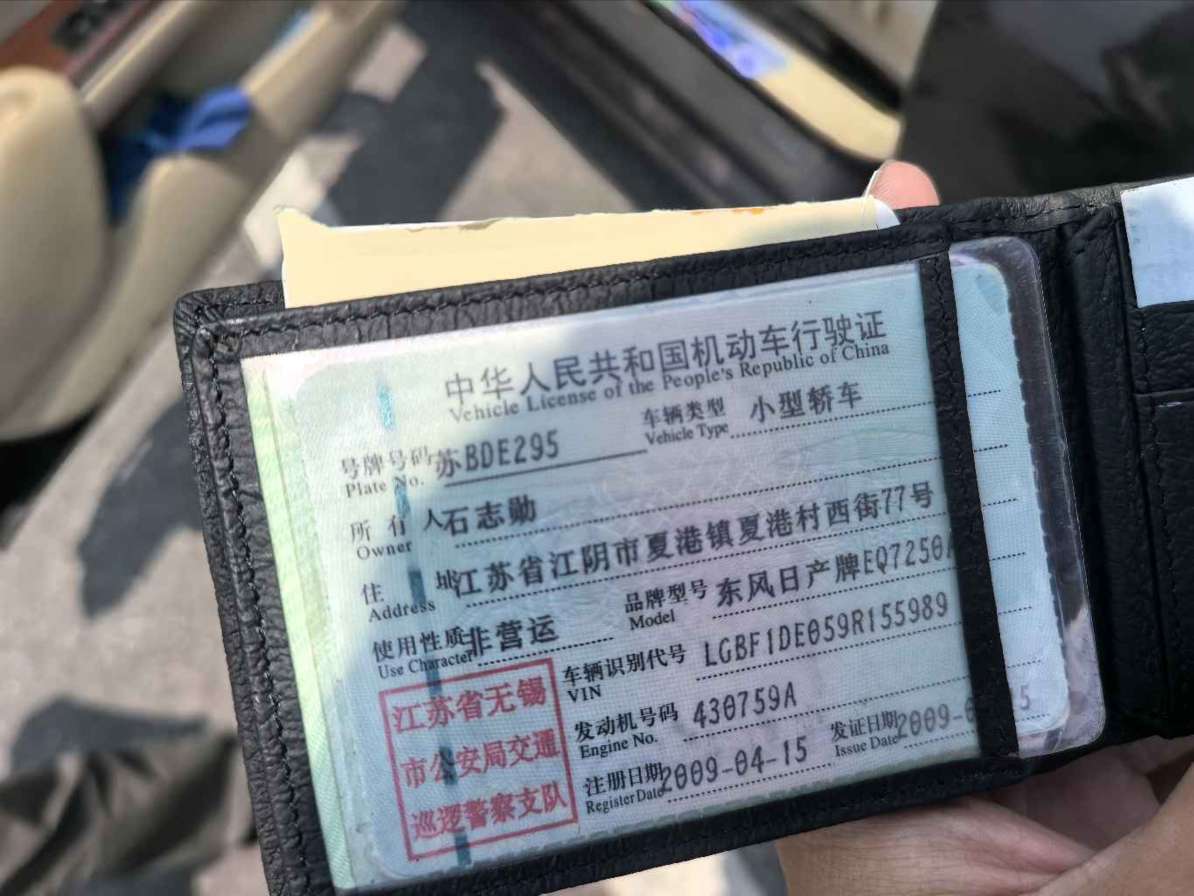 中华人民共和国机动车行驶证
Vehicle License of the People's Republic of China
号牌号码 苏BDE295 车辆类型 小型轿车
Plate No. Vehicle Type
所有人 石志勋
Owner
住址 江苏省江阴市夏港镇夏港村西街77号
Address
使用性质 非营运 品牌型号 东风日产牌EQ7250A
Use Character Model
车辆识别代号 LGBF1DE059R155989
VIN
发动机号码 430759A
Engine No.
注册日期 2009-04-15 发证日期 2009-0 5
Register Date Issue Date
江苏省无锡
市公安局交通
巡逻警察支队